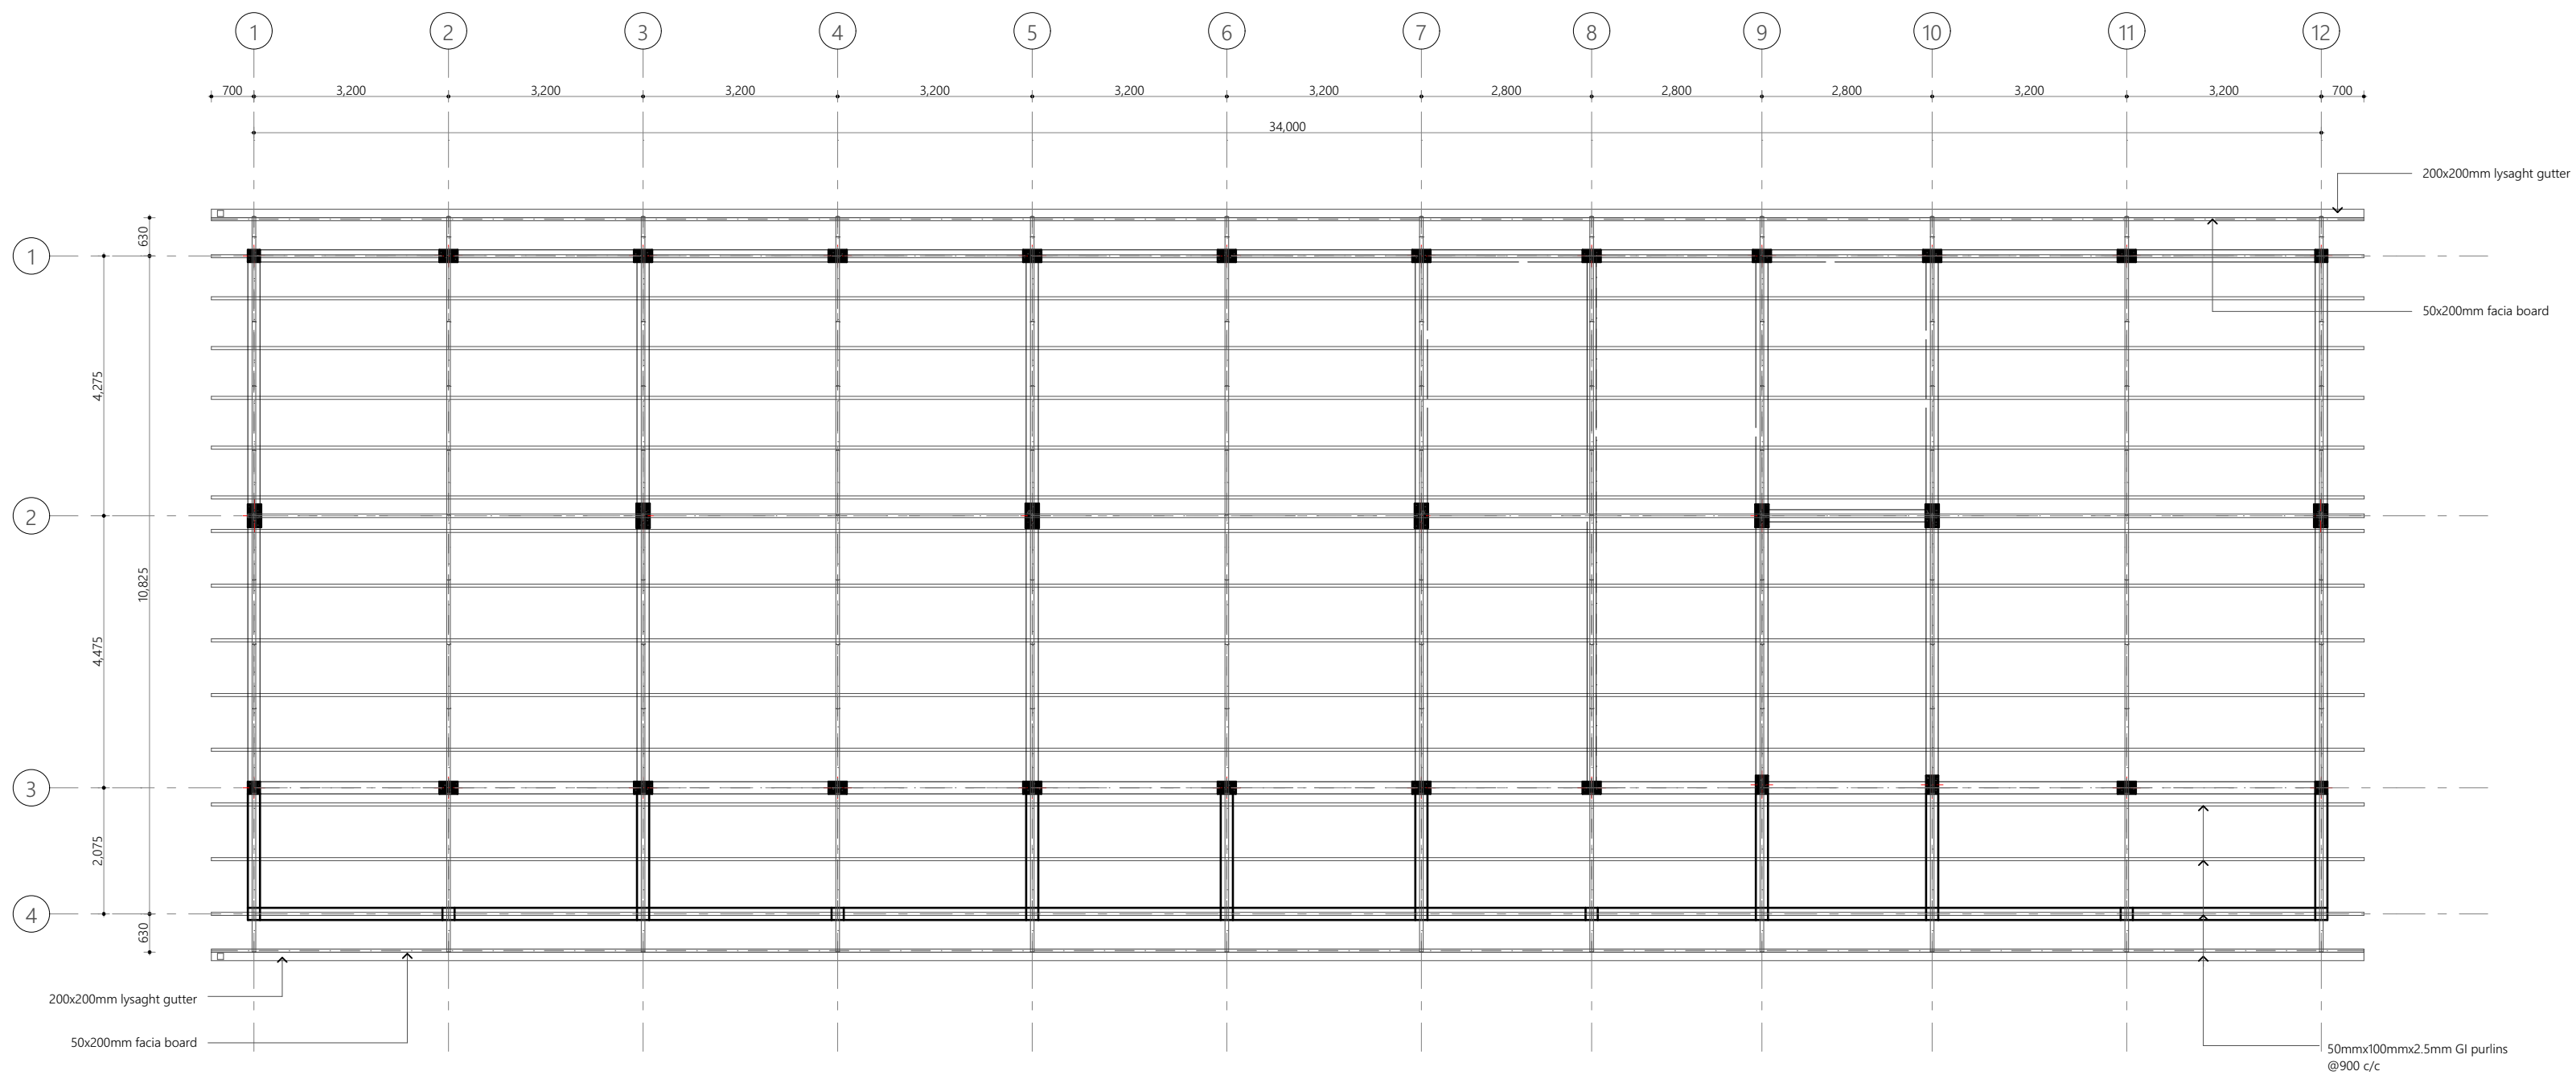 1 2 3 4 5 6 7 8 9 10 11 12
700 3,200 3,200 3,200 3,200 3,200 3,200 2,800 2,800 2,800 3,200 3,200 700
34,000
200x200mm lysaght gutter
630
1
50x200mm facia board
4,275
2
10,825
4,475
3
2,075
4
630
200x200mm lysaght gutter
50x200mm facia board
50mmx100mmx2.5mm GI purlins
@900 c/c